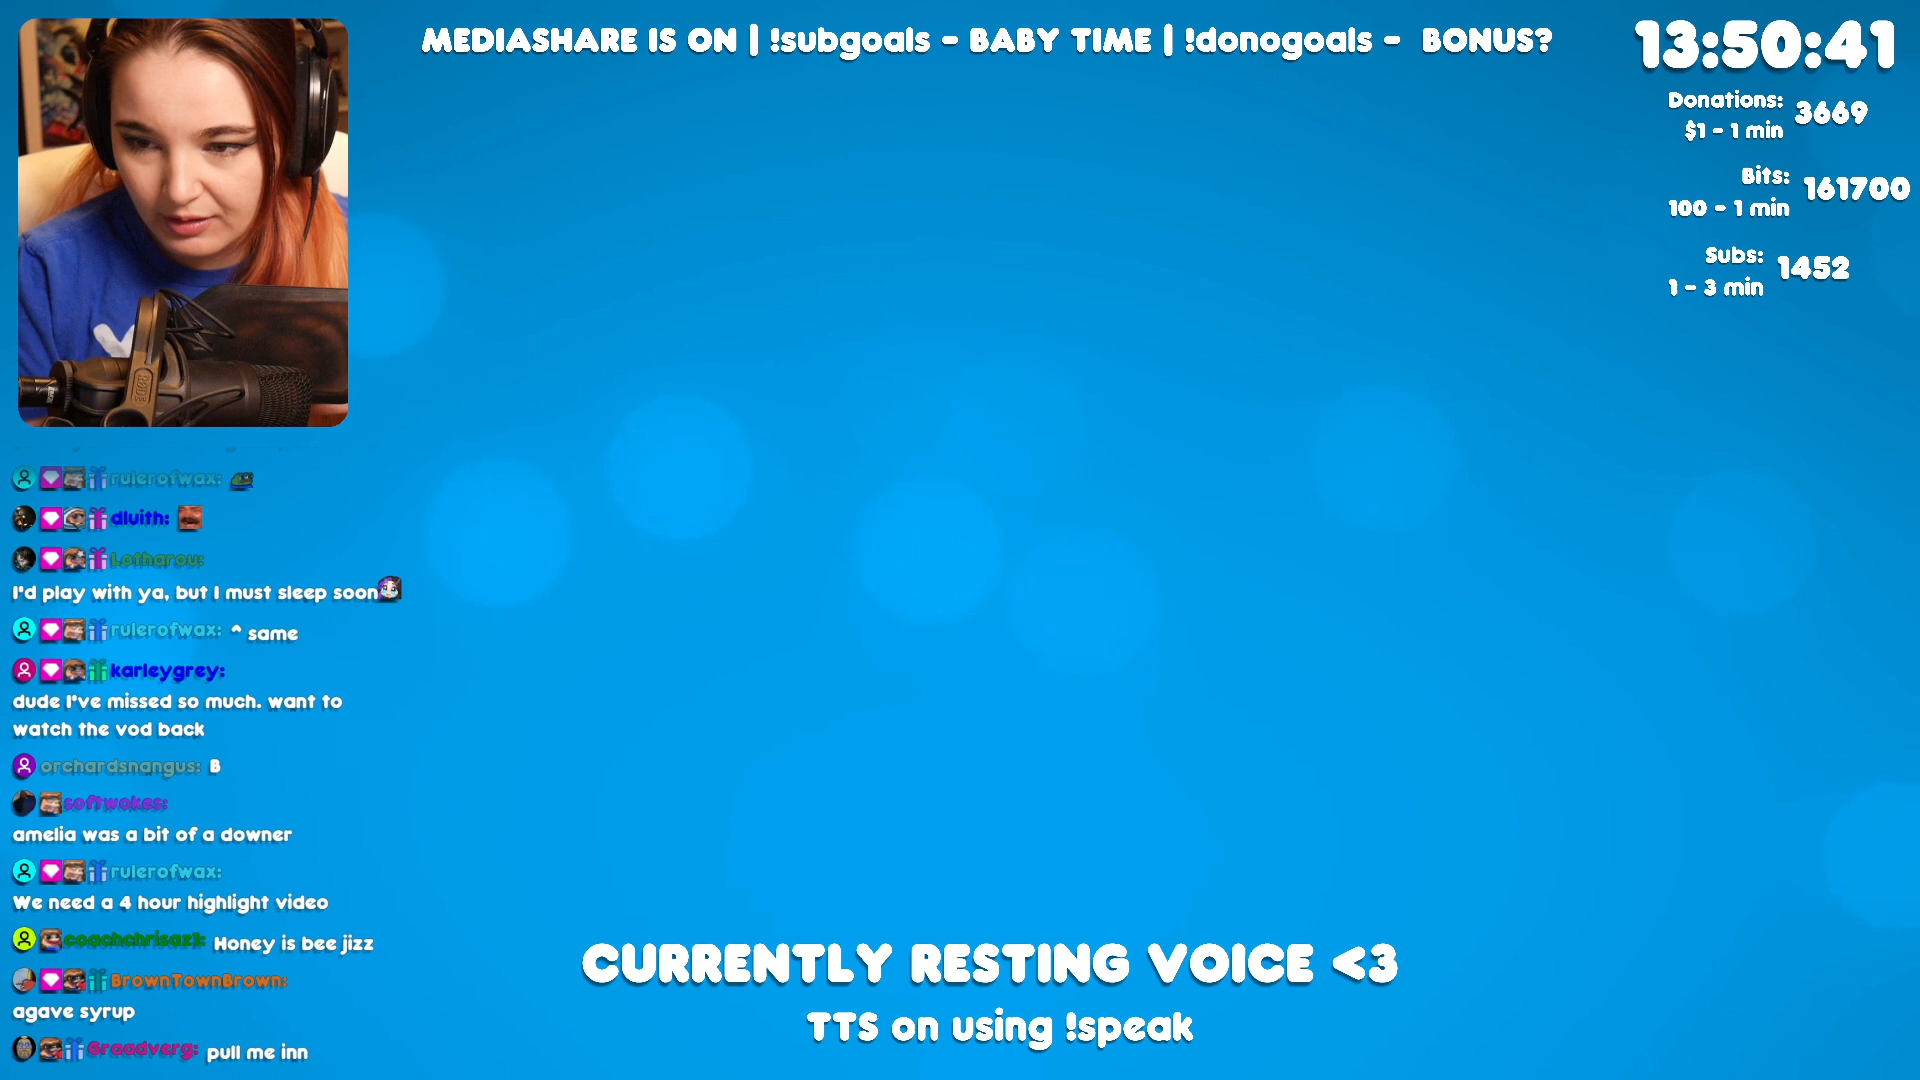 MEDIASHARE IS ON | !subgoals - BABY TIME | !donogoals - BONUS?
13:50:41
Donations: 3669
$1 - 1 min
Bits: 161700
100 - 1 min
Subs: 1452
1 - 3 min
rulerofwax:
dluith:
Lotharou:
I'd play with ya, but I must sleep soon
rulerofwax: ^ same
karleygrey:
dude I've missed so much. want to
watch the vod back
orchardsnangus: B
softwokes:
amelia was a bit of a downer
rulerofwax:
We need a 4 hour highlight video
coachchrisaz1: Honey is bee jizz
BrownTownBrown:
agave syrup
Graadverg: pull me inn
CURRENTLY RESTING VOICE <3
TTS on using !speak